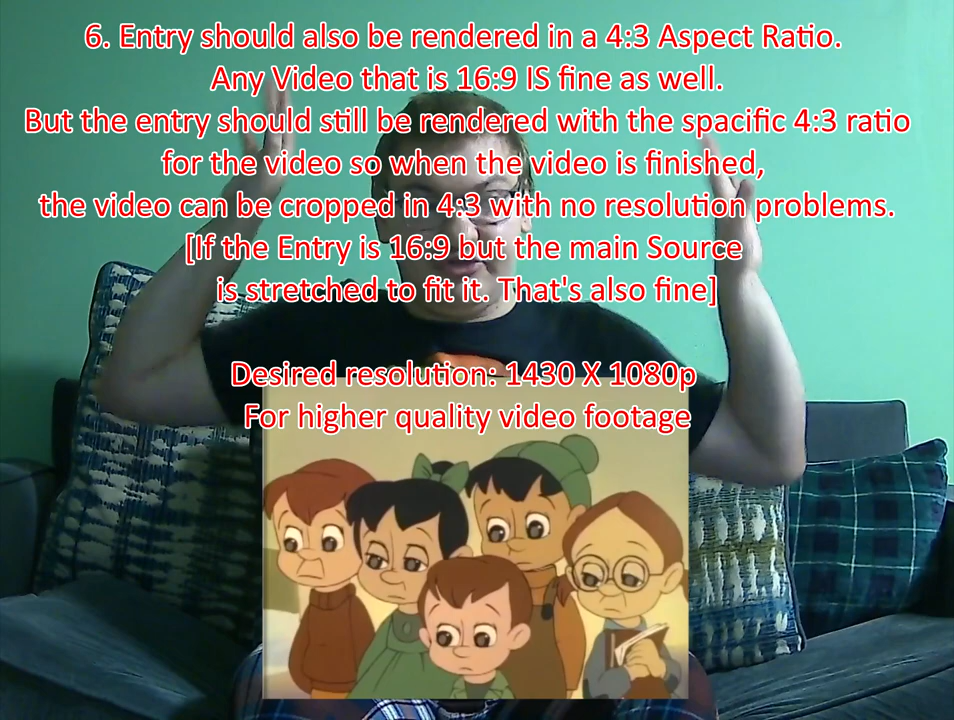 6. Entry should also be rendered in a 4:3 Aspect Ratio.
Any Video that is 16:9 IS fine as well.
But the entry should still be rendered with the spacific 4:3 ratio
for the video so when the video is finished,
the video can be cropped in 4:3 with no resolution problems.
[If the Entry is 16:9 but the main Source
is stretched to fit it. That's also fine]
Desired resolution: 1430 X 1080p
For higher quality video footage